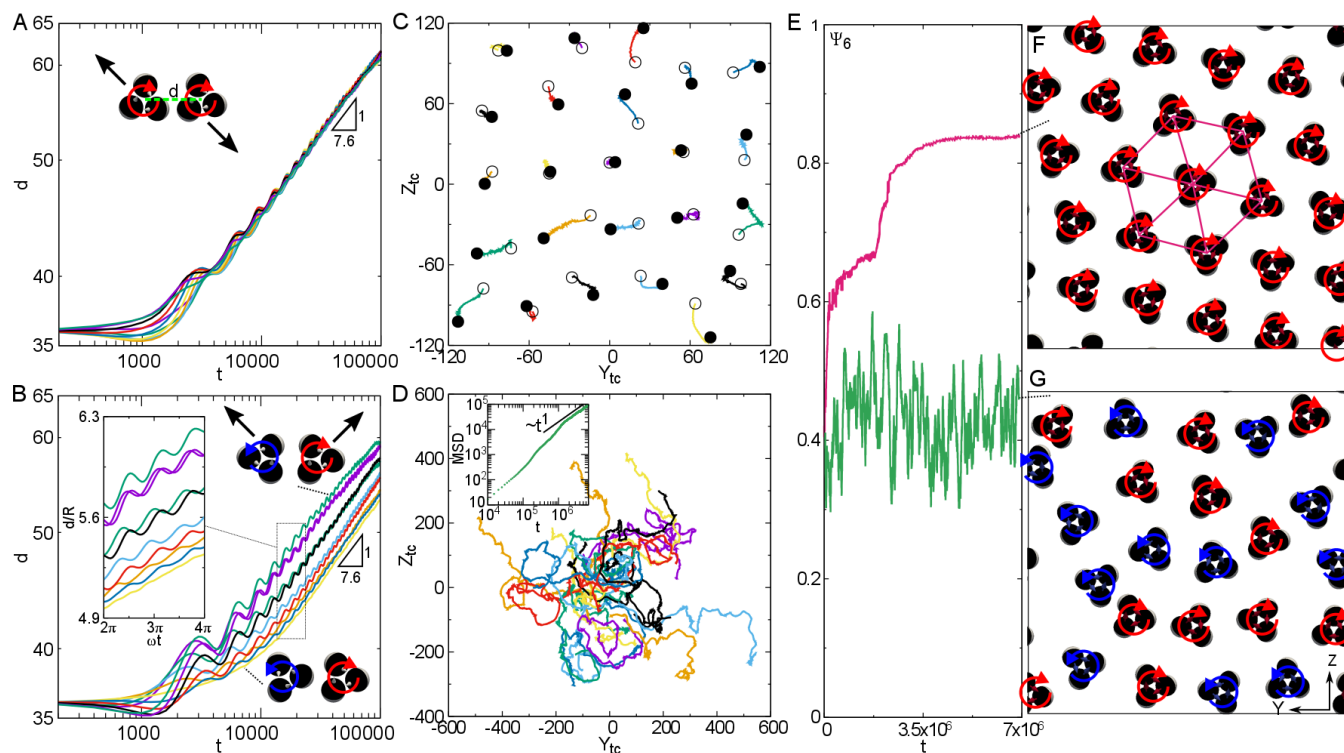 A
65
60
50
40
35
d
d
1
7.6
1000
10000
100000
t
B
65
60
50
40
35
d
6.3
5.6
4.9
d/R
2π
3π
4π
ωt
1
7.6
1000
10000
100000
t
C
120
60
0
-60
-120
Z_tc
-120
-60
0
60
120
Y_tc
D
600
400
200
0
-200
-400
Z_tc
10^5
10^4
10^3
10^2
10
MSD
~t^1
10^4
10^5
10^6
t
-600
-400
-200
0
200
400
600
Y_tc
E
1
Ψ_6
0.8
0.6
0.4
0.2
0
3.5x10^6
7x10^6
t
F
G
Z
Y